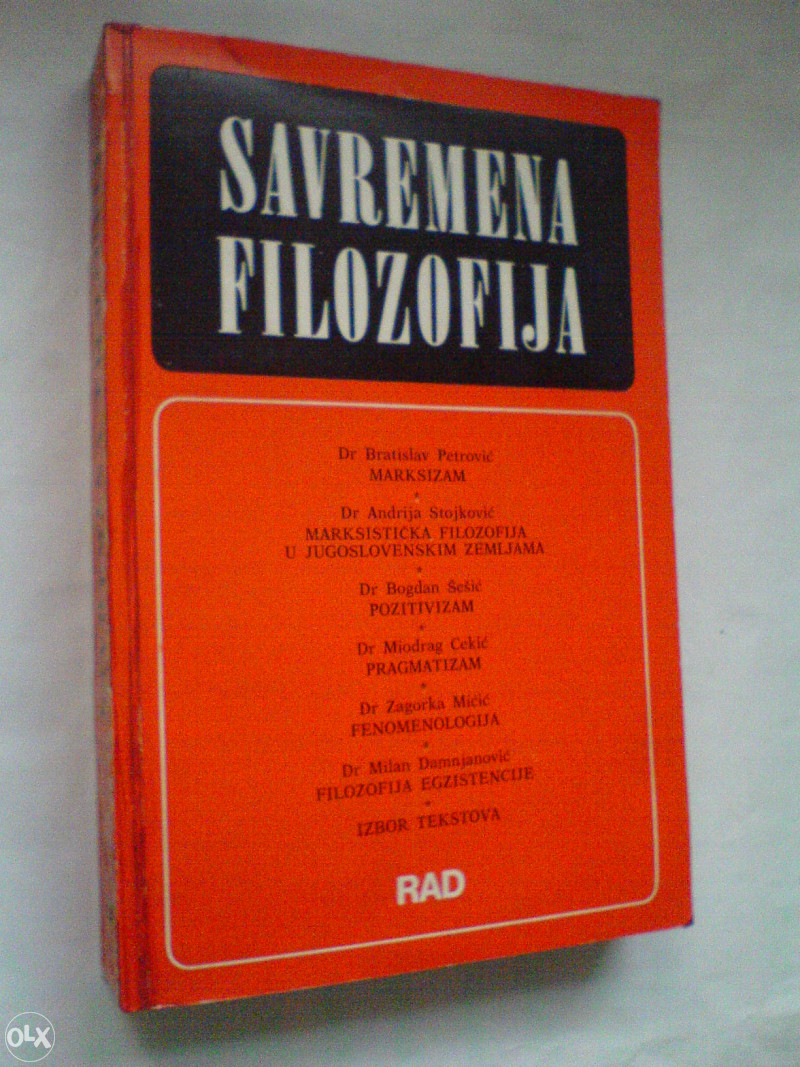 SAVREMENA
FILOZOFIJA
Dr Bratislav Petrović
MARKSIZAM
*
Dr Andrija Stojković
MARKSISTIČKA FILOZOFIJA
U JUGOSLOVENSKIM ZEMLJAMA
*
Dr Bogdan Šešić
POZITIVIZAM
*
Dr Miodrag Cekić
PRAGMATIZAM
*
Dr Zagorka Mićić
FENOMENOLOGIJA
*
Dr Milan Damnjanović
FILOZOFIJA EGZISTENCIJE
*
IZBOR TEKSTOVA
RAD
OLX